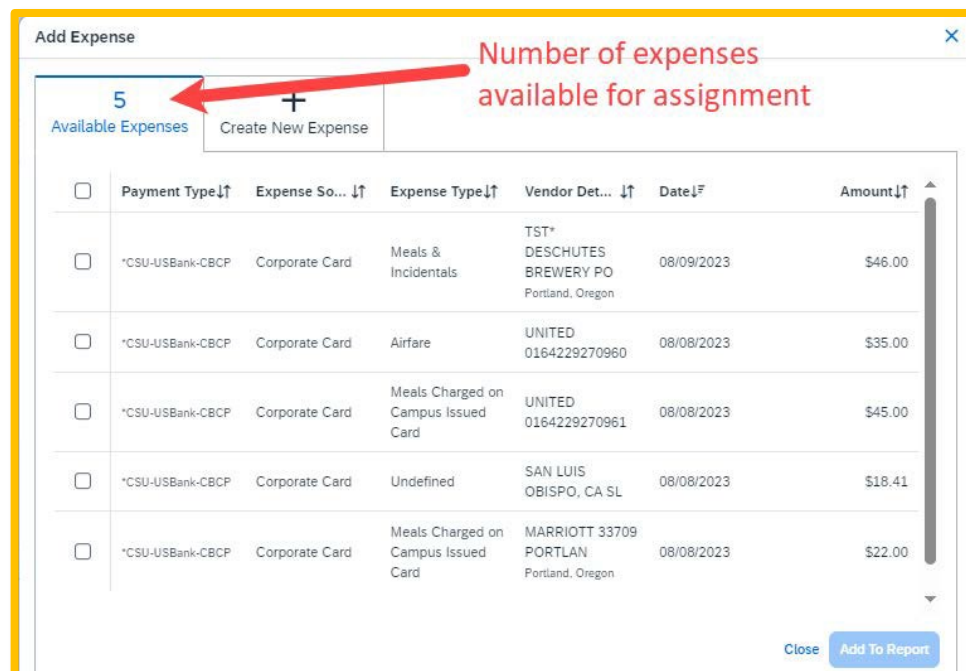 Add Expense
Number of expenses
available for assignment
5
Available Expenses
Create New Expense
Payment Type Expense So... Expense Type Vendor Det... Date Amount
TST*
DESCHUTES
BREWERY PO
Portland, Oregon
*CSU-USBank-CBCP Corporate Card Meals &
Incidentals
08/09/2023 $46.00
*CSU-USBank-CBCP Corporate Card Airfare UNITED
0164229270960
08/08/2023 $35.00
*CSU-USBank-CBCP Corporate Card Meals Charged on
Campus Issued
Card
UNITED
0164229270961
08/08/2023 $45.00
*CSU-USBank-CBCP Corporate Card Undefined SAN LUIS
OBISPO, CA SL
08/08/2023 $18.41
*CSU-USBank-CBCP Corporate Card Meals Charged on
Campus Issued
Card
MARRIOTT 33709
PORTLAN
Portland, Oregon
08/08/2023 $22.00
Close Add To Report